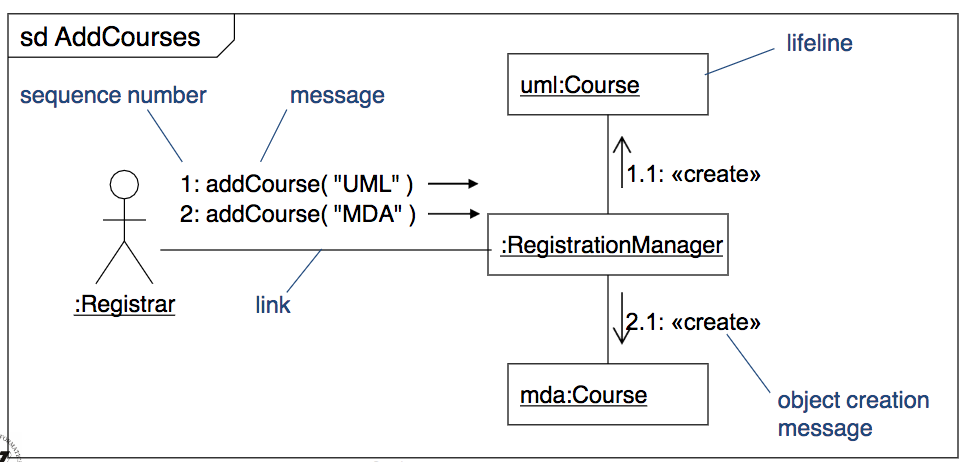 sd AddCourses
lifeline
sequence number
message
uml:Course
1: addCourse( "UML" )
1.1: «create»
2: addCourse( "MDA" )
:RegistrationManager
:Registrar
link
2.1: «create»
mda:Course
object creation
message